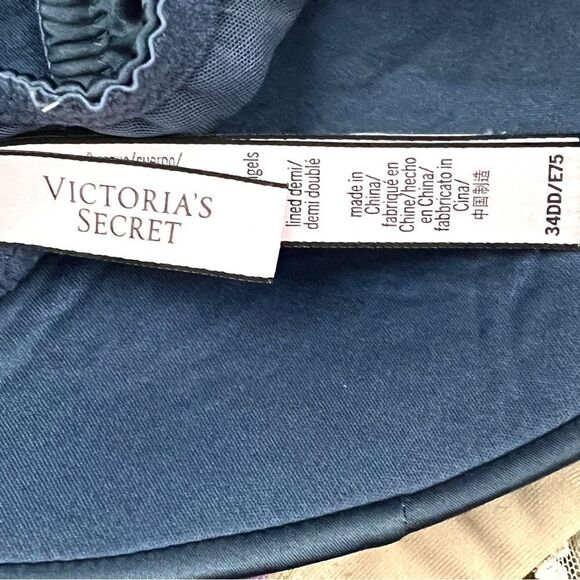 VICTORIA'S
SECRET
lined demi/
demi doublé
made in
China/
fabriqué en
Chine/hecho
en China/
fabbricato in
Cina/
中国制造
34DD/E75